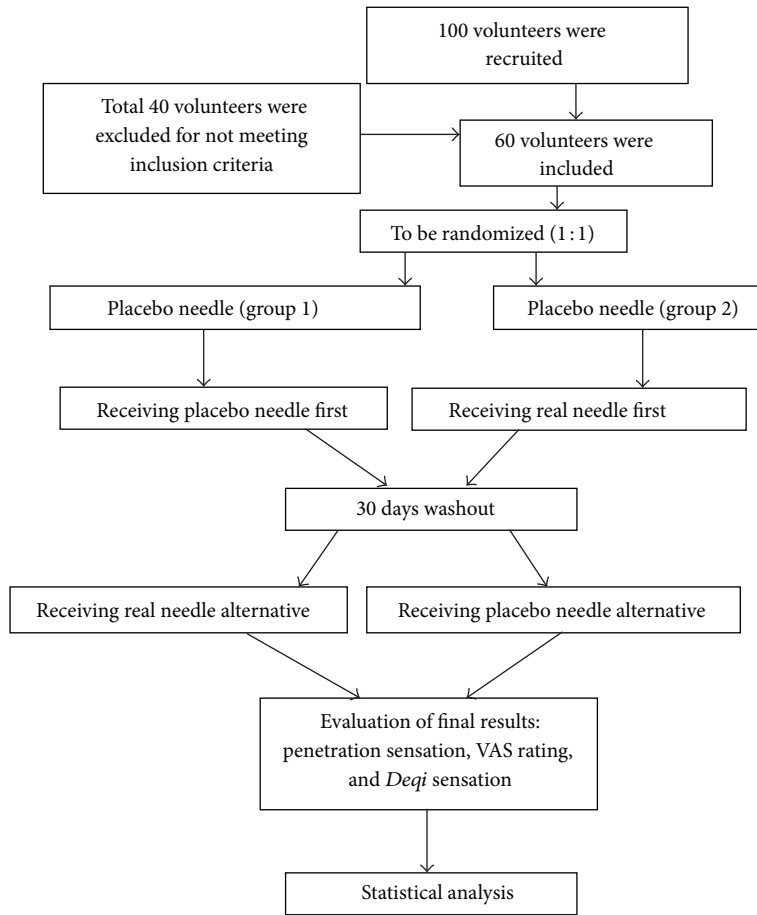 100 volunteers were
recruited
Total 40 volunteers were
excluded for not meeting
inclusion criteria
60 volunteers were
included
To be randomized (1 : 1)
Placebo needle (group 1)
Placebo needle (group 2)
Receiving placebo needle first
Receiving real needle first
30 days washout
Receiving real needle alternative
Receiving placebo needle alternative
Evaluation of final results:
penetration sensation, VAS rating,
and Deqi sensation
Statistical analysis